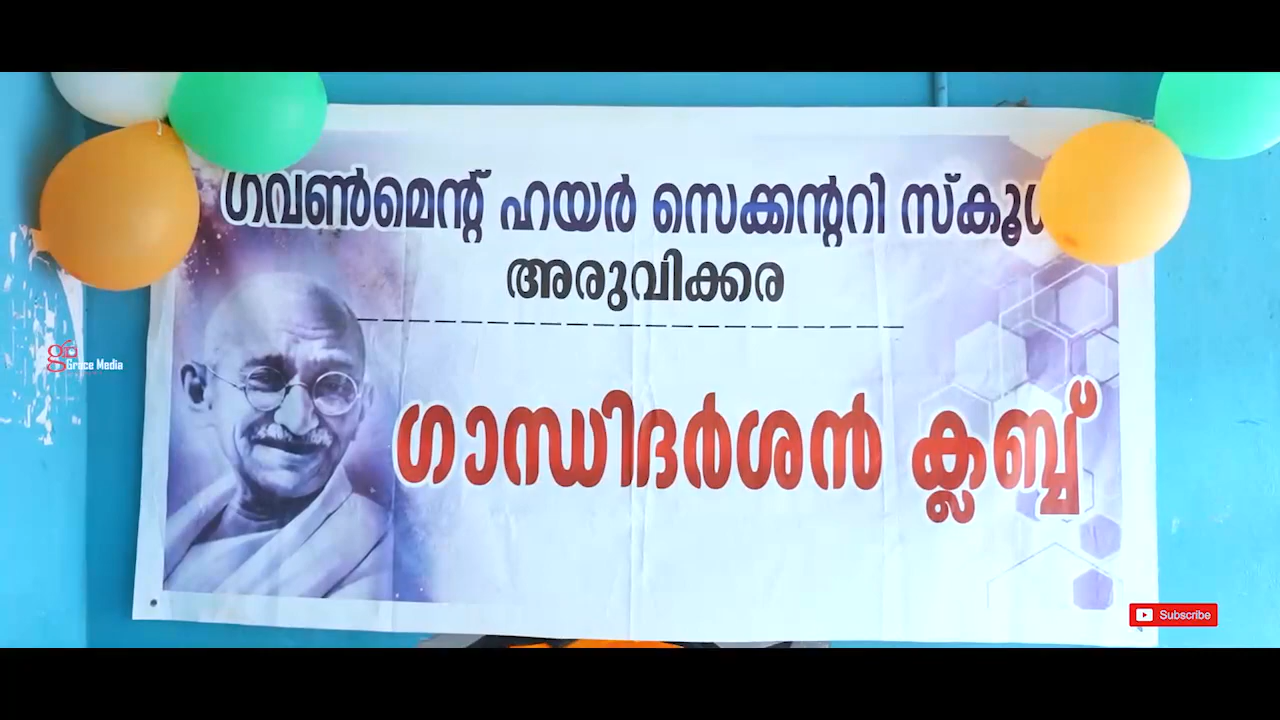 ഗവൺമെന്റ് ഹയർ സെക്കന്ററി
അരുവിക്കര
ഗാന്ധിദർശൻ ക്ലബ്ബ്
Grace Media
Subscribe